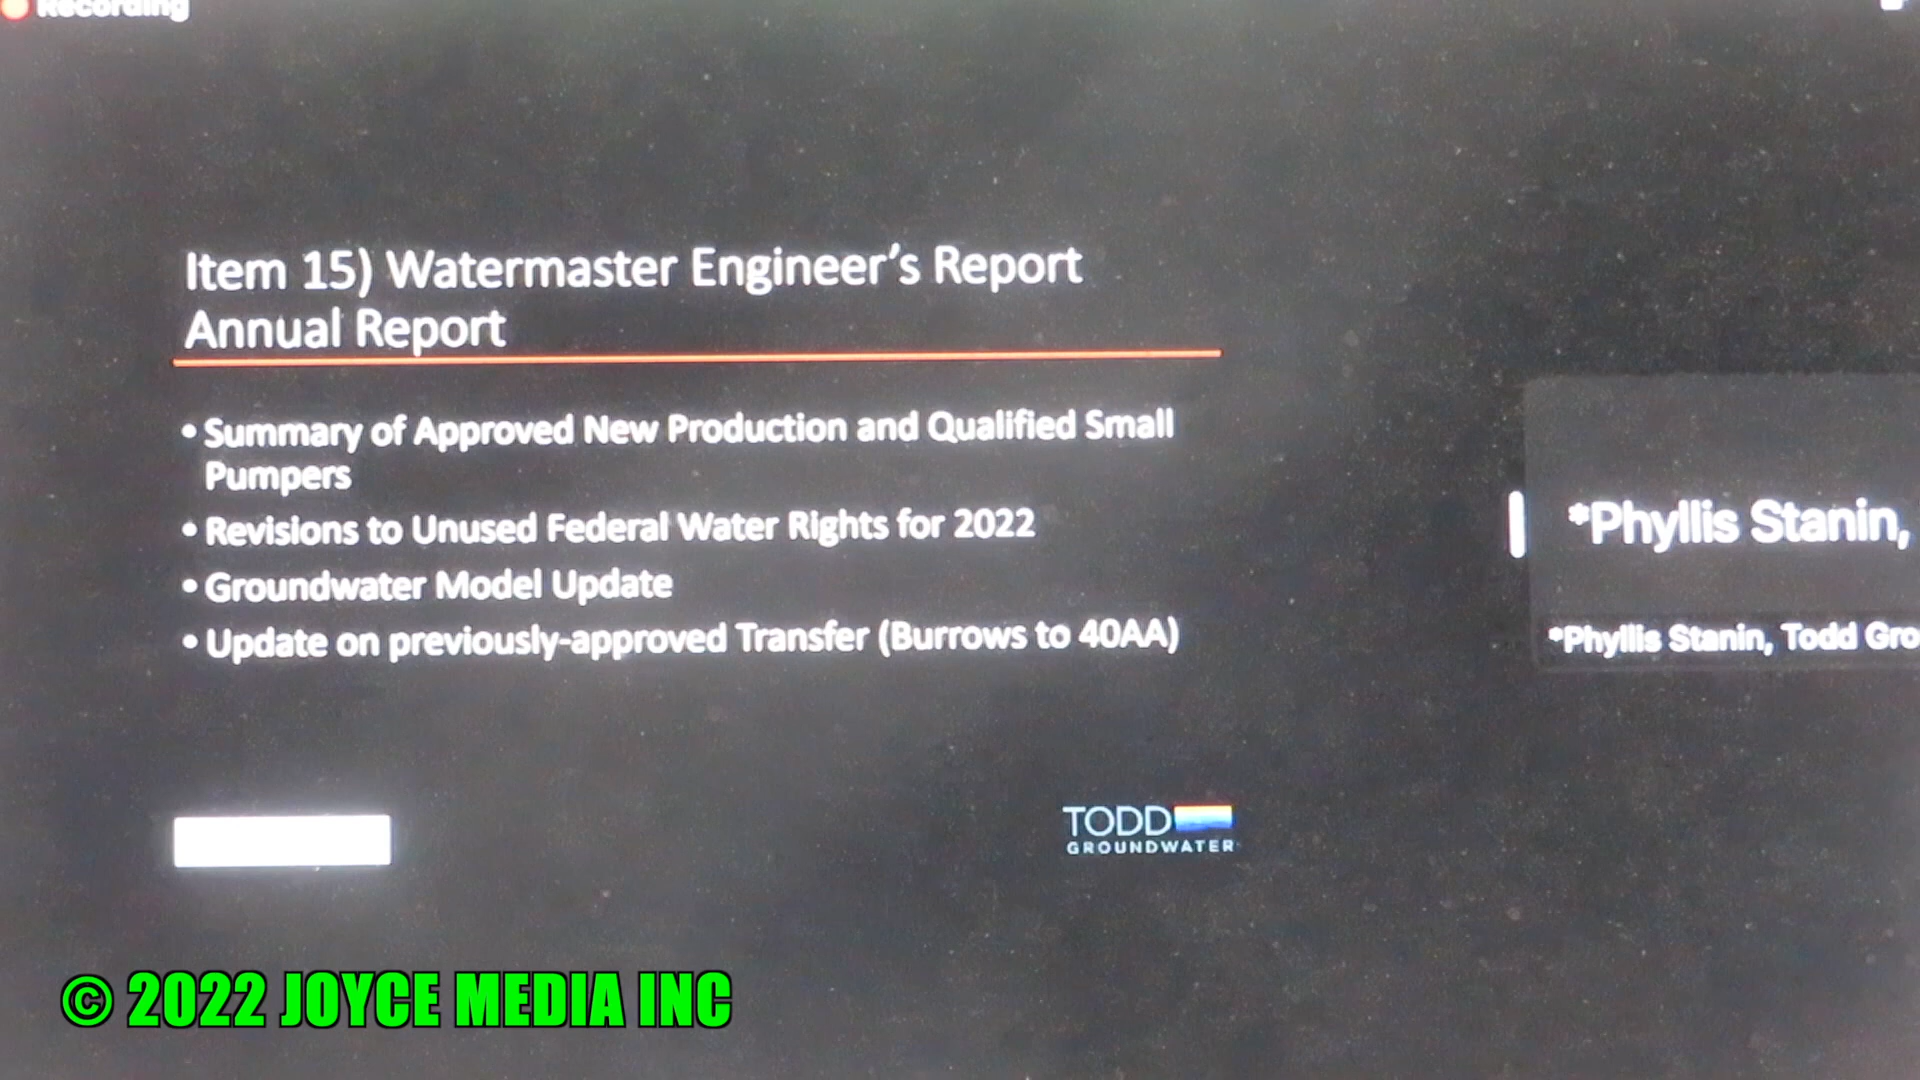 Recording
Item 15) Watermaster Engineer's Report
Annual Report
• Summary of Approved New Production and Qualified Small
Pumpers
• Revisions to Unused Federal Water Rights for 2022
• Groundwater Model Update
• Update on previously-approved Transfer (Burrows to 40AA)
*Phyllis Stanin,
*Phyllis Stanin, Todd Gro
TODD
GROUNDWATER
© 2022 JOYCE MEDIA INC